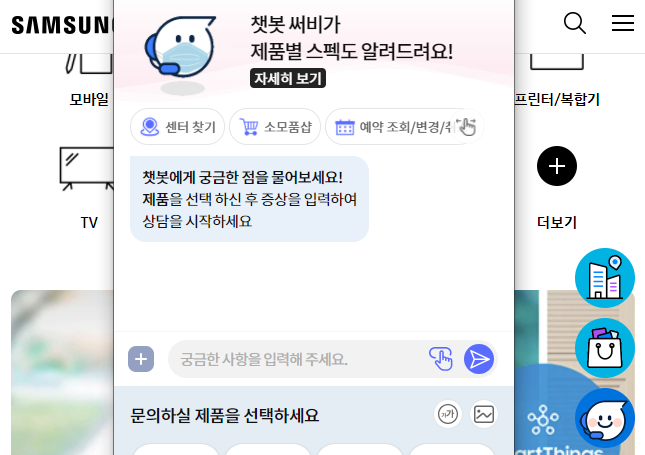 SAMSUNG
챗봇 써비가
제품별 스펙도 알려드려요!
자세히 보기
모바일
프린터/복합기
센터 찾기
소모품샵
예약 조회/변경/취
챗봇에게 궁금한 점을 물어보세요!
제품을 선택 하신 후 증상을 입력하여
상담을 시작하세요
TV
더보기
궁금한 사항을 입력해 주세요.
문의하실 제품을 선택하세요
가가
artThings